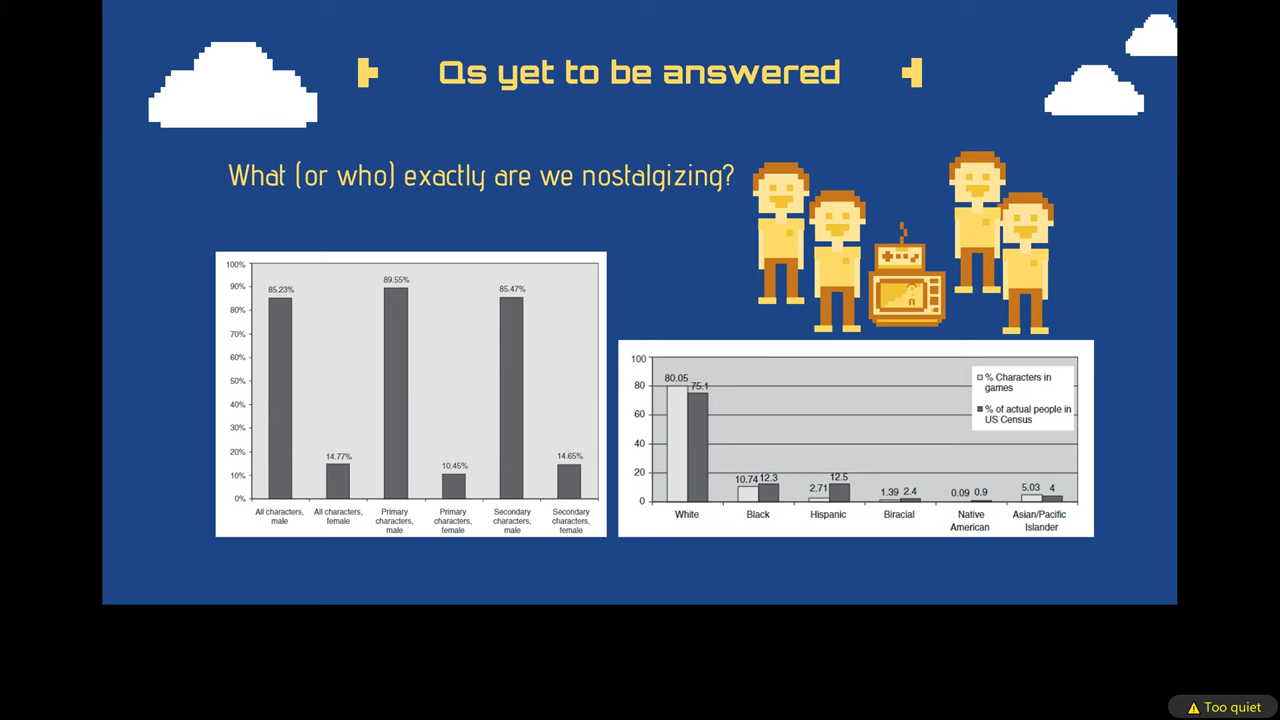 As yet to be answered
What (or who) exactly are we nostalgizing?
100%
90%
80%
70%
60%
50%
40%
30%
20%
10%
0%
85.23%
14.77%
89.55%
10.45%
85.47%
14.65%
All characters, male
All characters, female
Primary characters, male
Primary characters, female
Secondary characters, male
Secondary characters, female
100
80
60
40
20
0
80.05
75.1
10.74
12.3
2.71
12.5
1.39
2.4
0.09
0.9
5.03
4
% Characters in games
% of actual people in US Census
White
Black
Hispanic
Biracial
Native American
Asian/Pacific Islander
Too quiet